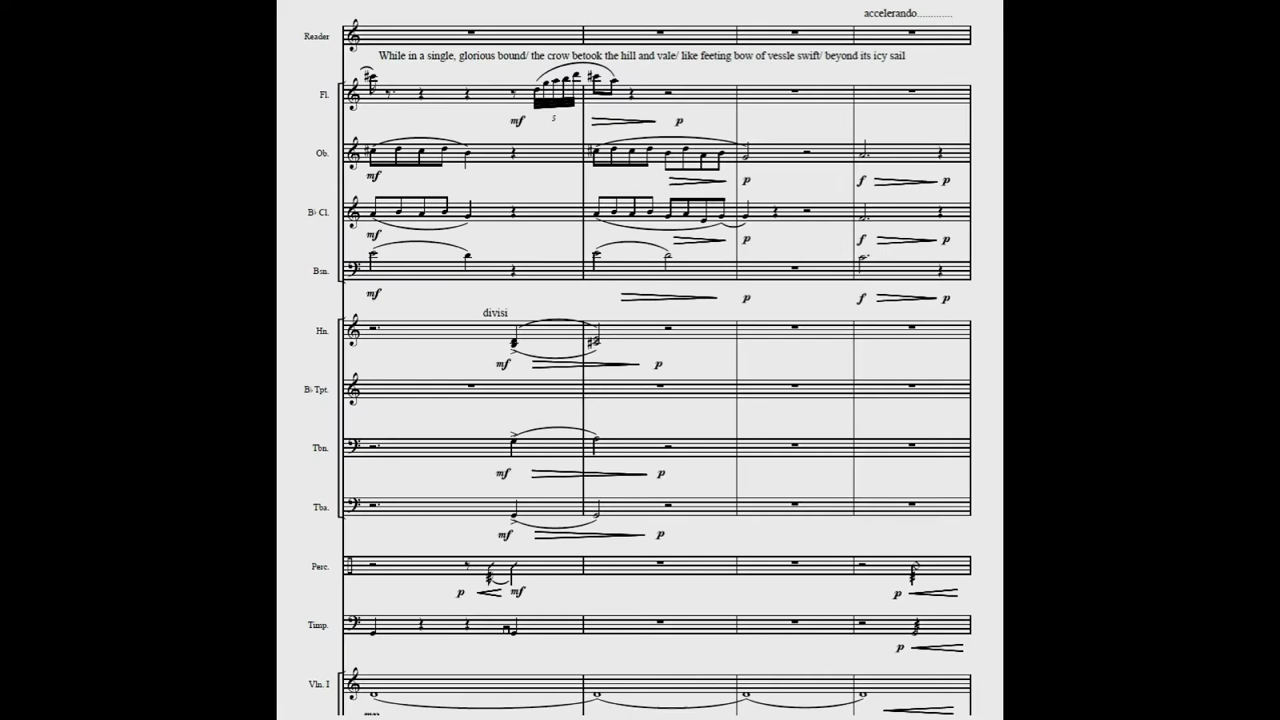 accelerando.............
Reader
While in a single, glorious bound/ the crow betook the hill and vale/ like feeting bow of vessle swift/ beyond its icy sail
Fl.
mf 5 p
Ob.
mf p f p
B♭ Cl.
mf p f p
Bsn.
mf p f p
divisi
Hn.
mf p
B♭ Tpt.
Tbn.
mf p
Tba.
mf p
Perc.
p mf p
Timp.
p
Vln. I